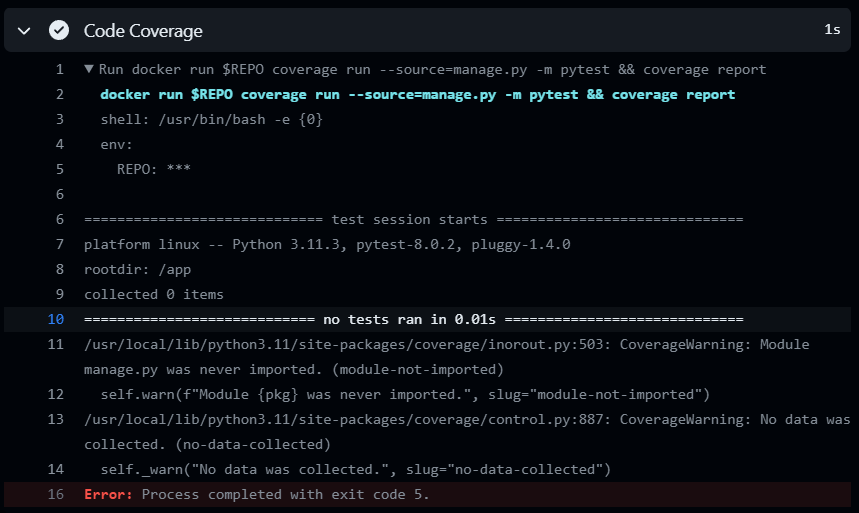 Code Coverage 1s
1 ▼ Run docker run $REPO coverage run --source=manage.py -m pytest && coverage report
2 docker run $REPO coverage run --source=manage.py -m pytest && coverage report
3 shell: /usr/bin/bash -e {0}
4 env:
5 REPO: ***
6
6 ============================= test session starts ==============================
7 platform linux -- Python 3.11.3, pytest-8.0.2, pluggy-1.4.0
8 rootdir: /app
9 collected 0 items
10 ============================ no tests ran in 0.01s =============================
11 /usr/local/lib/python3.11/site-packages/coverage/inorout.py:503: CoverageWarning: Module
manage.py was never imported. (module-not-imported)
12 self.warn(f"Module {pkg} was never imported.", slug="module-not-imported")
13 /usr/local/lib/python3.11/site-packages/coverage/control.py:887: CoverageWarning: No data was
collected. (no-data-collected)
14 self._warn("No data was collected.", slug="no-data-collected")
16 Error: Process completed with exit code 5.